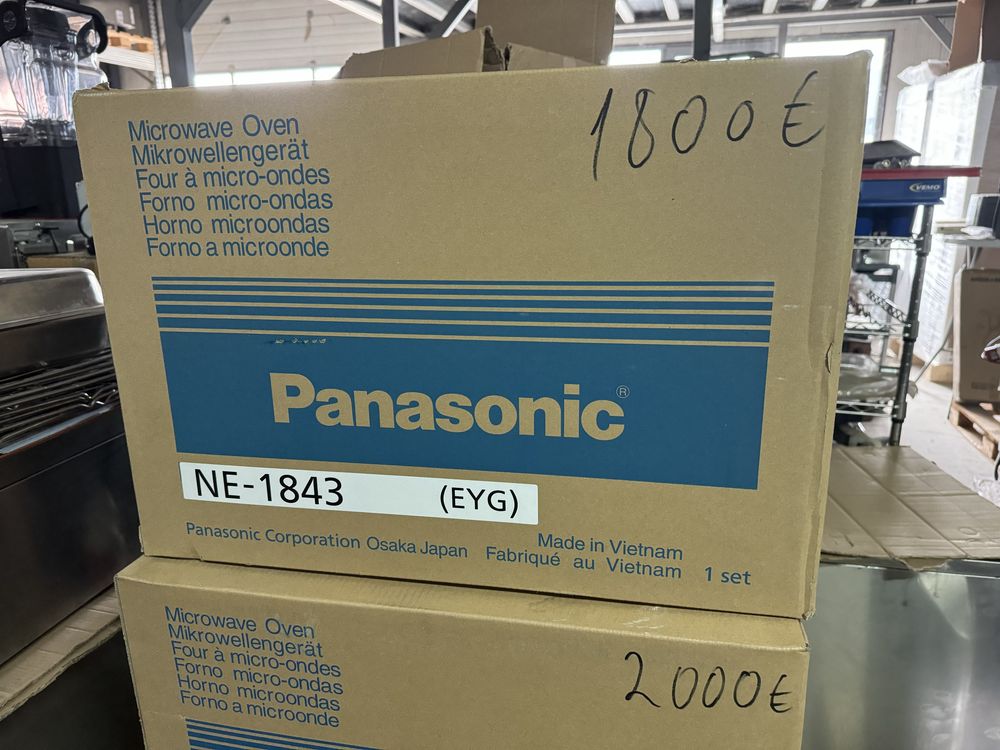 Microwave Oven
Mikrowellengerät
Four à micro-ondes
Forno micro-ondas
Horno microondas
Forno a microonde
1800€
VEMO
Panasonic®
NE-1843 (EYG)
Panasonic Corporation Osaka Japan
Made in Vietnam
Fabriqué au Vietnam
1 set
Microwave Oven
Mikrowellengerät
Four à micro-ondes
Forno micro-ondas
Horno microondas
Forno a microonde
2000€